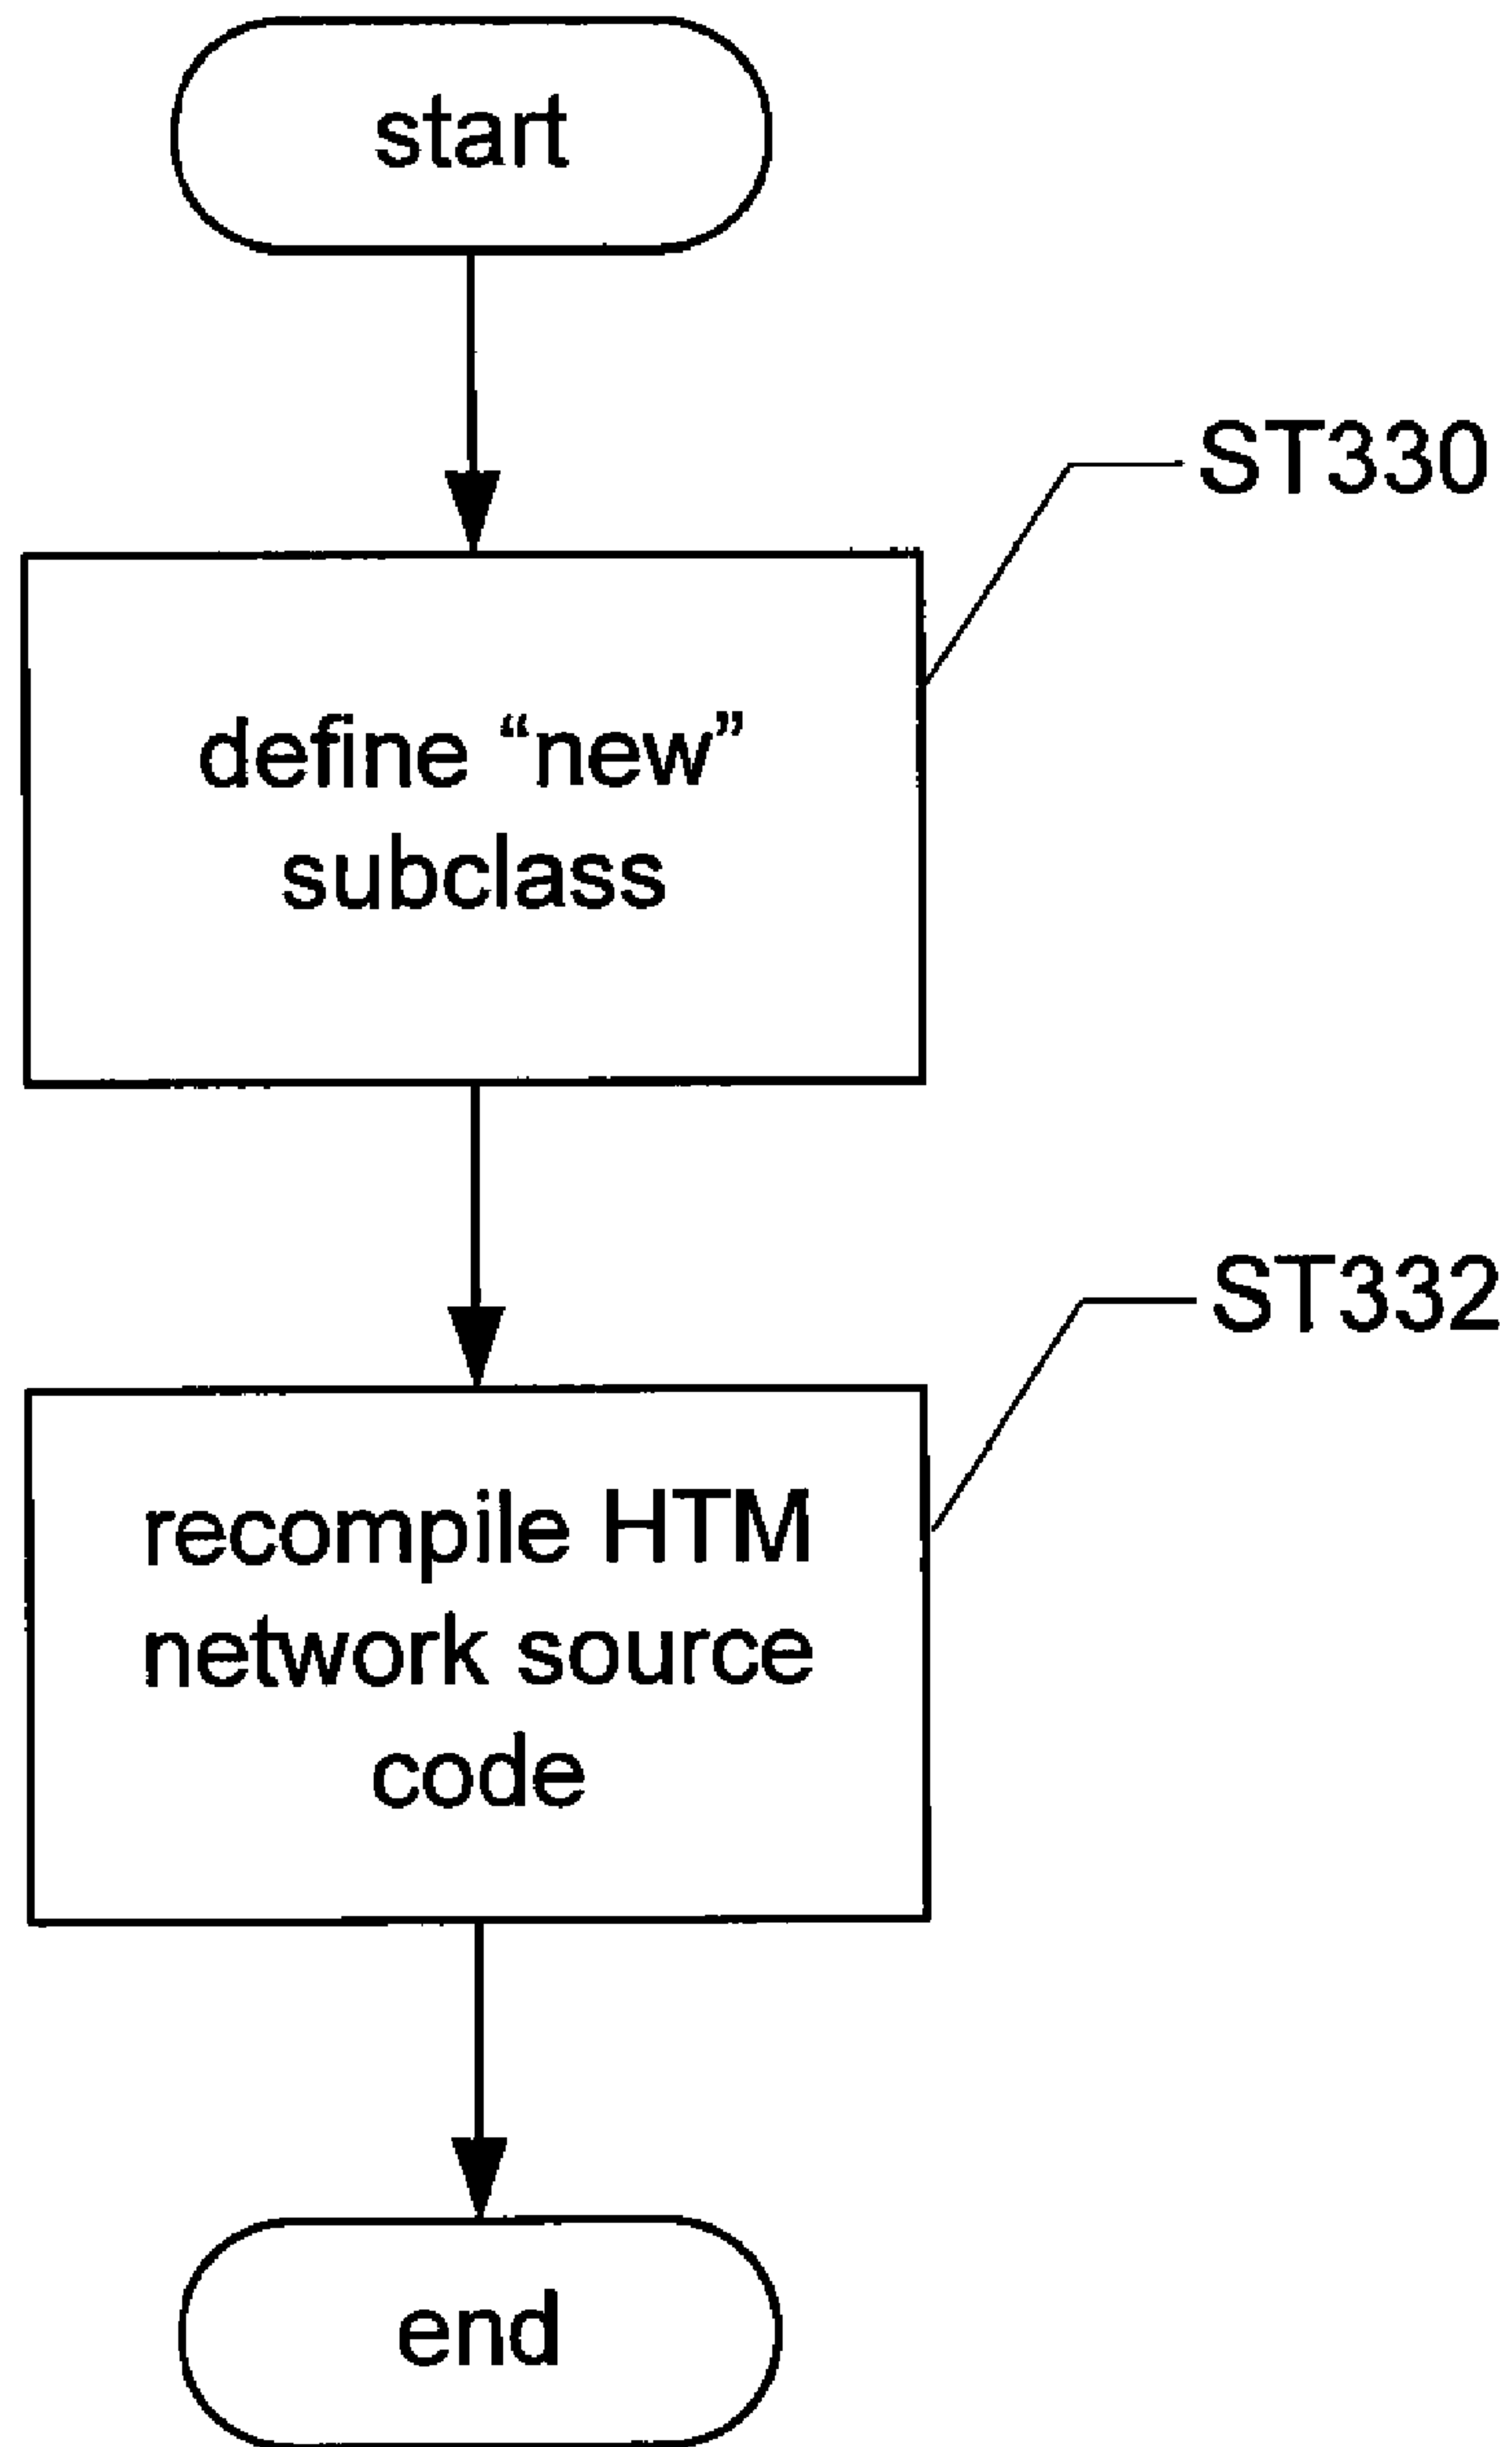 start
ST330
define “new”
subclass
ST332
recompile HTM
network source
code
end